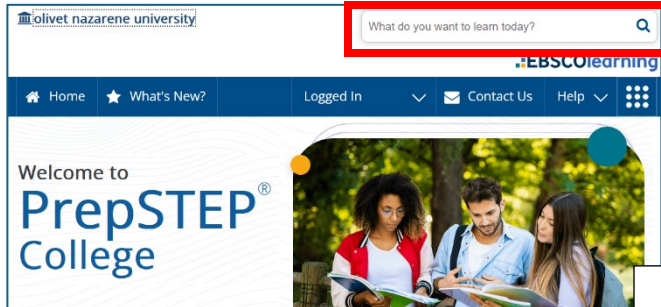 olivet nazarene university
What do you want to learn today?
EBSCOlearning
Home What's New? Logged In Contact Us Help
Welcome to
PrepSTEP®
College